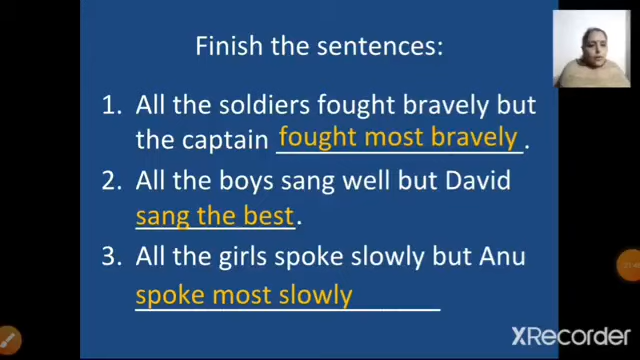 Finish the sentences:
1. All the soldiers fought bravely but
the captain fought most bravely.
2. All the boys sang well but David
sang the best.
3. All the girls spoke slowly but Anu
spoke most slowly
XRecorder